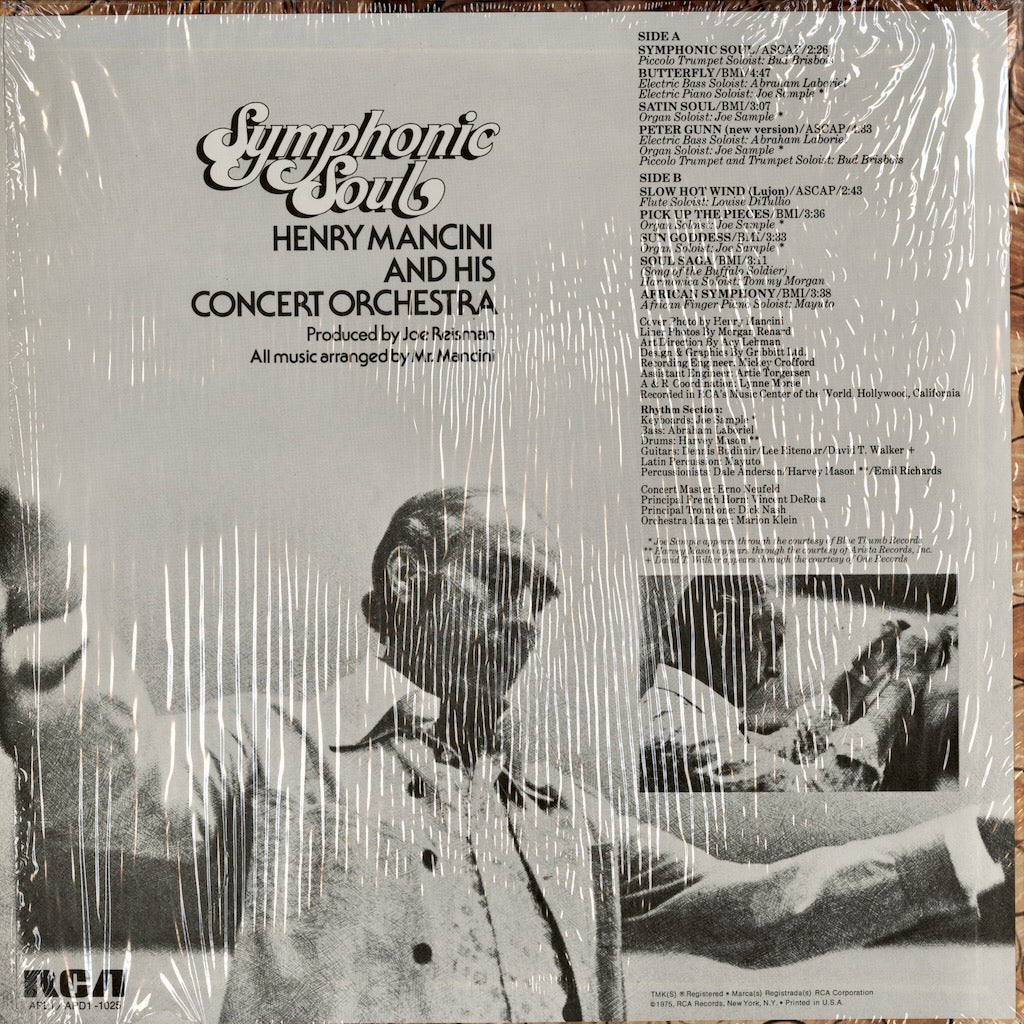 Symphonic
Soul
HENRY MANCINI
AND HIS
CONCERT ORCHESTRA
Produced by Joe Reisman
All music arranged by Mr. Mancini
SIDE A
SYMPHONIC SOUL/ASCAP/2:26
Piccolo Trumpet Soloist: Bud Brisbois
BUTTERFLY/BMI/4:47
Electric Bass Soloist: Abraham Laboriel
Electric Piano Soloist: Joe Sample *
SATIN SOUL/BMI/3:07
Organ Soloist: Joe Sample *
PETER GUNN (new version)/ASCAP/4:33
Electric Bass Soloist: Abraham Laboriel
Organ Soloist: Joe Sample *
Piccolo Trumpet and Trumpet Soloist: Bud Brisbois
SIDE B
SLOW HOT WIND (Lujon)/ASCAP/2:43
Flute Soloist: Louise DiTullio
PICK UP THE PIECES/BMI/3:36
Organ Soloist: Joe Sample *
SUN GODDESS/BMI/3:33
Organ Soloist: Joe Sample *
SOUL SAGA/BMI/3:11
(Song of the Buffalo Soldier)
Harmonica Soloist: Tommy Morgan
AFRICAN SYMPHONY/BMI/3:38
African Finger Piano Soloist: Mayuto
Cover Photo by Henry Mancini
Liner Photos By Morgan Renard
Art Direction By Acy Lehman
Design & Graphics By Gribbitt Ltd.
Recording Engineer: Mickey Crofford
Assistant Engineer: Artie Torgersen
A & R Coordination: Lynne Morse
Recorded in RCA's Music Center of the World, Hollywood, California
Rhythm Section:
Keyboards: Joe Sample *
Bass: Abraham Laboriel
Drums: Harvey Mason **
Guitars: Dennis Budimir/Lee Ritenour/David T. Walker +
Latin Percussion: Mayuto
Percussionists: Dale Anderson/Harvey Mason **/Emil Richards
Concert Master: Erno Neufeld
Principal French Horn: Vincent DeRosa
Principal Trombone: Dick Nash
Orchestra Manager: Marion Klein
* Joe Sample appears through the courtesy of Blue Thumb Records
** Harvey Mason appears through the courtesy of Arista Records, Inc.
+ David T. Walker appears through the courtesy of Ode Records
RCA
APL1 / APD1-1025
TMK(S) ® Registered • Marca(s) Registrada(s) RCA Corporation
©1975, RCA Records, New York, N.Y. • Printed in U.S.A.